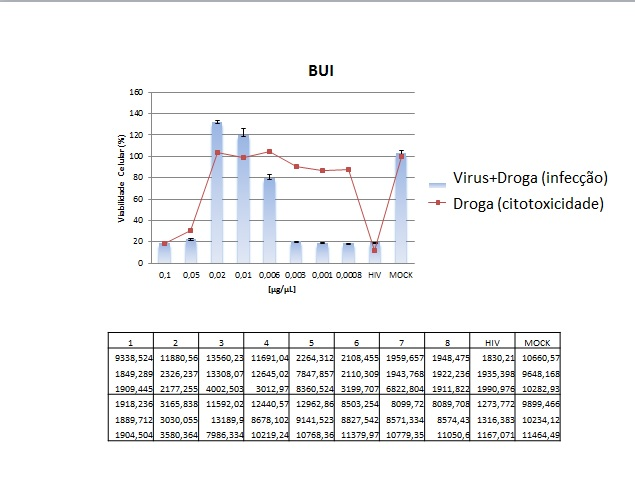 BUI
160
140
120
100
80
60
40
20
0
Viabilidade Celular (%)
0,1 0,05 0,02 0,01 0,006 0,003 0,001 0,0008 HIV MOCK
[µg/µL]
Virus+Droga (infecção)
Droga (citotoxicidade)
1 2 3 4 5 6 7 8 HIV MOCK
9338,524 11880,56 13560,23 11691,04 2264,312 2108,455 1959,657 1948,475 1830,21 10660,57
1849,289 2326,237 13308,07 12645,02 7847,857 2110,309 1943,768 1922,236 1935,398 9648,168
1909,445 2177,255 4002,503 3012,97 8360,524 3199,707 6822,804 1911,822 1990,976 10282,93
1918,236 3165,838 11592,02 12440,57 12962,86 8503,254 8099,72 8089,708 1273,772 9899,466
1889,712 3030,055 13189,9 8678,102 9141,523 8827,542 8571,334 8574,43 1316,383 10234,12
1904,504 3580,364 7986,334 10219,24 10768,36 11379,97 10779,35 11050,6 1167,071 11464,49